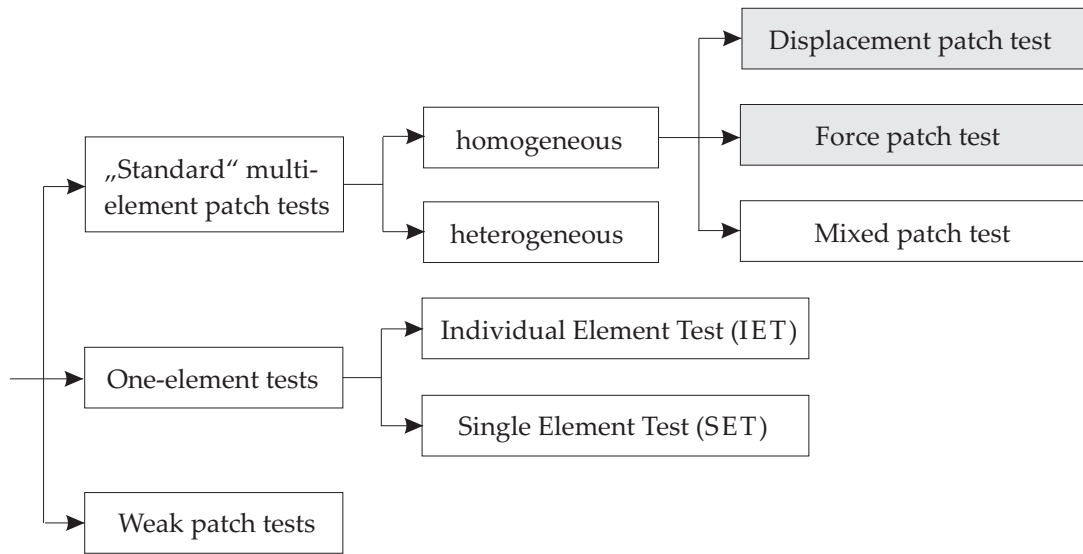 Displacement patch test
„Standard“ multi-
element patch tests
homogeneous
Force patch test
heterogeneous
Mixed patch test
One-element tests
Individual Element Test (IET)
Single Element Test (SET)
Weak patch tests